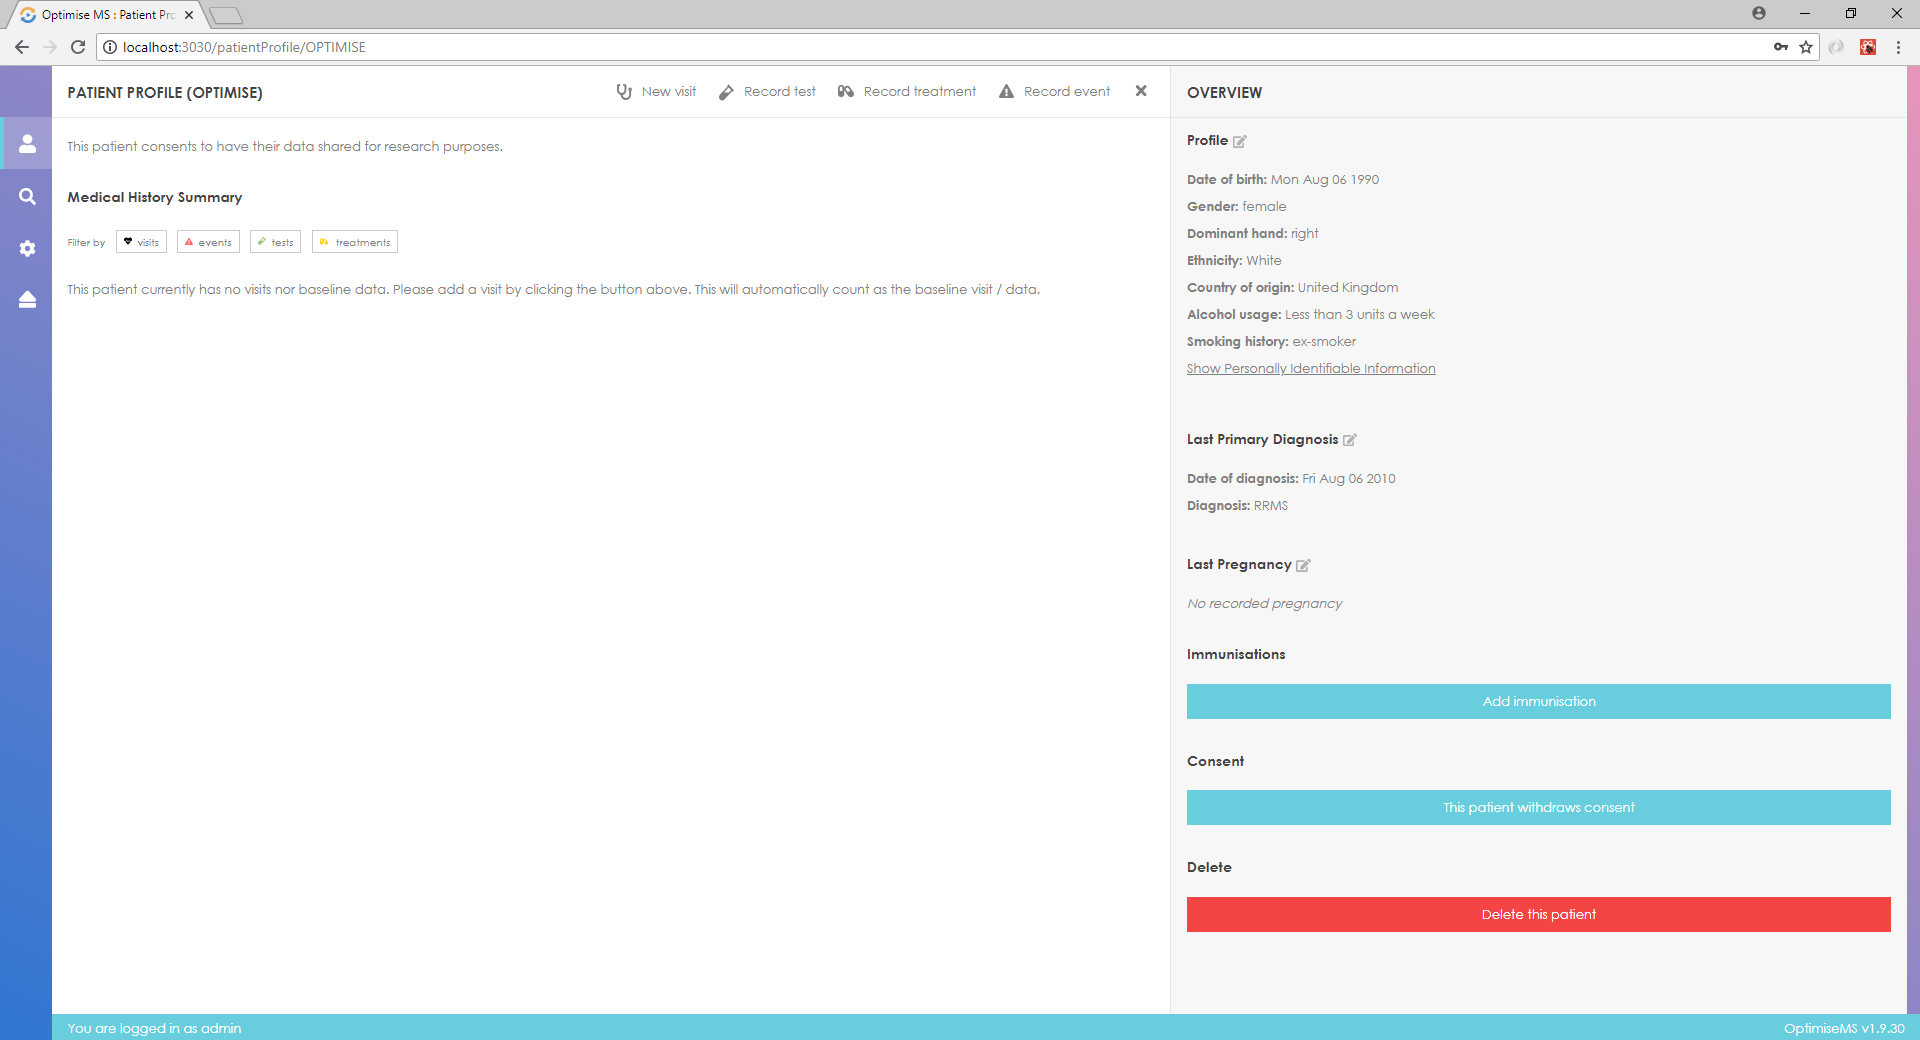 Optimise MS : Patient Pro
localhost:3030/patientProfile/OPTIMISE
PATIENT PROFILE (OPTIMISE)
New visit
Record test
Record treatment
Record event
This patient consents to have their data shared for research purposes.
Medical History Summary
Filter by
visits
events
tests
treatments
This patient currently has no visits nor baseline data. Please add a visit by clicking the button above. This will automatically count as the baseline visit / data.
OVERVIEW
Profile
Date of birth: Mon Aug 06 1990
Gender: female
Dominant hand: right
Ethnicity: White
Country of origin: United Kingdom
Alcohol usage: Less than 3 units a week
Smoking history: ex-smoker
Show Personally Identifiable Information
Last Primary Diagnosis
Date of diagnosis: Fri Aug 06 2010
Diagnosis: RRMS
Last Pregnancy
No recorded pregnancy
Immunisations
Add immunisation
Consent
This patient withdraws consent
Delete
Delete this patient
You are logged in as admin
OptimiseMS v1.9.30